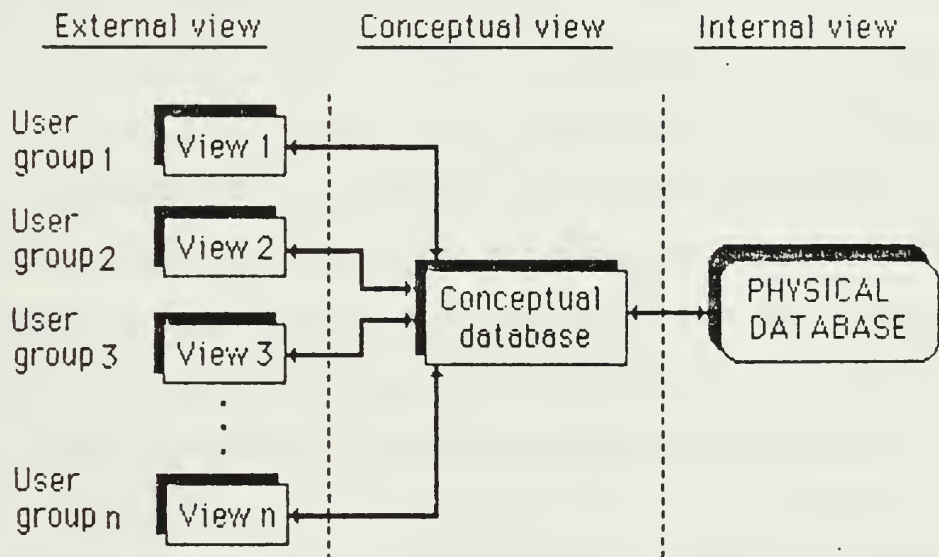 External view
Conceptual view
Internal view
User
group 1
View 1
User
group 2
View 2
User
group 3
View 3
User
group n
View n
Conceptual
database
PHYSICAL
DATABASE